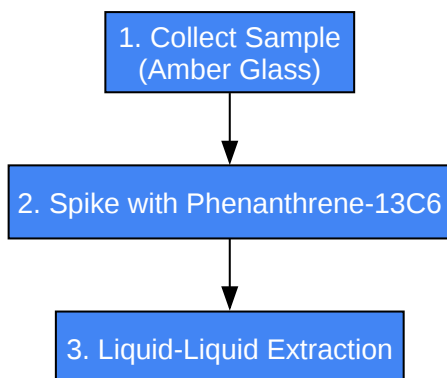 1. Collect Sample
(Amber Glass)
2. Spike with Phenanthrene-13C6
3. Liquid-Liquid Extraction